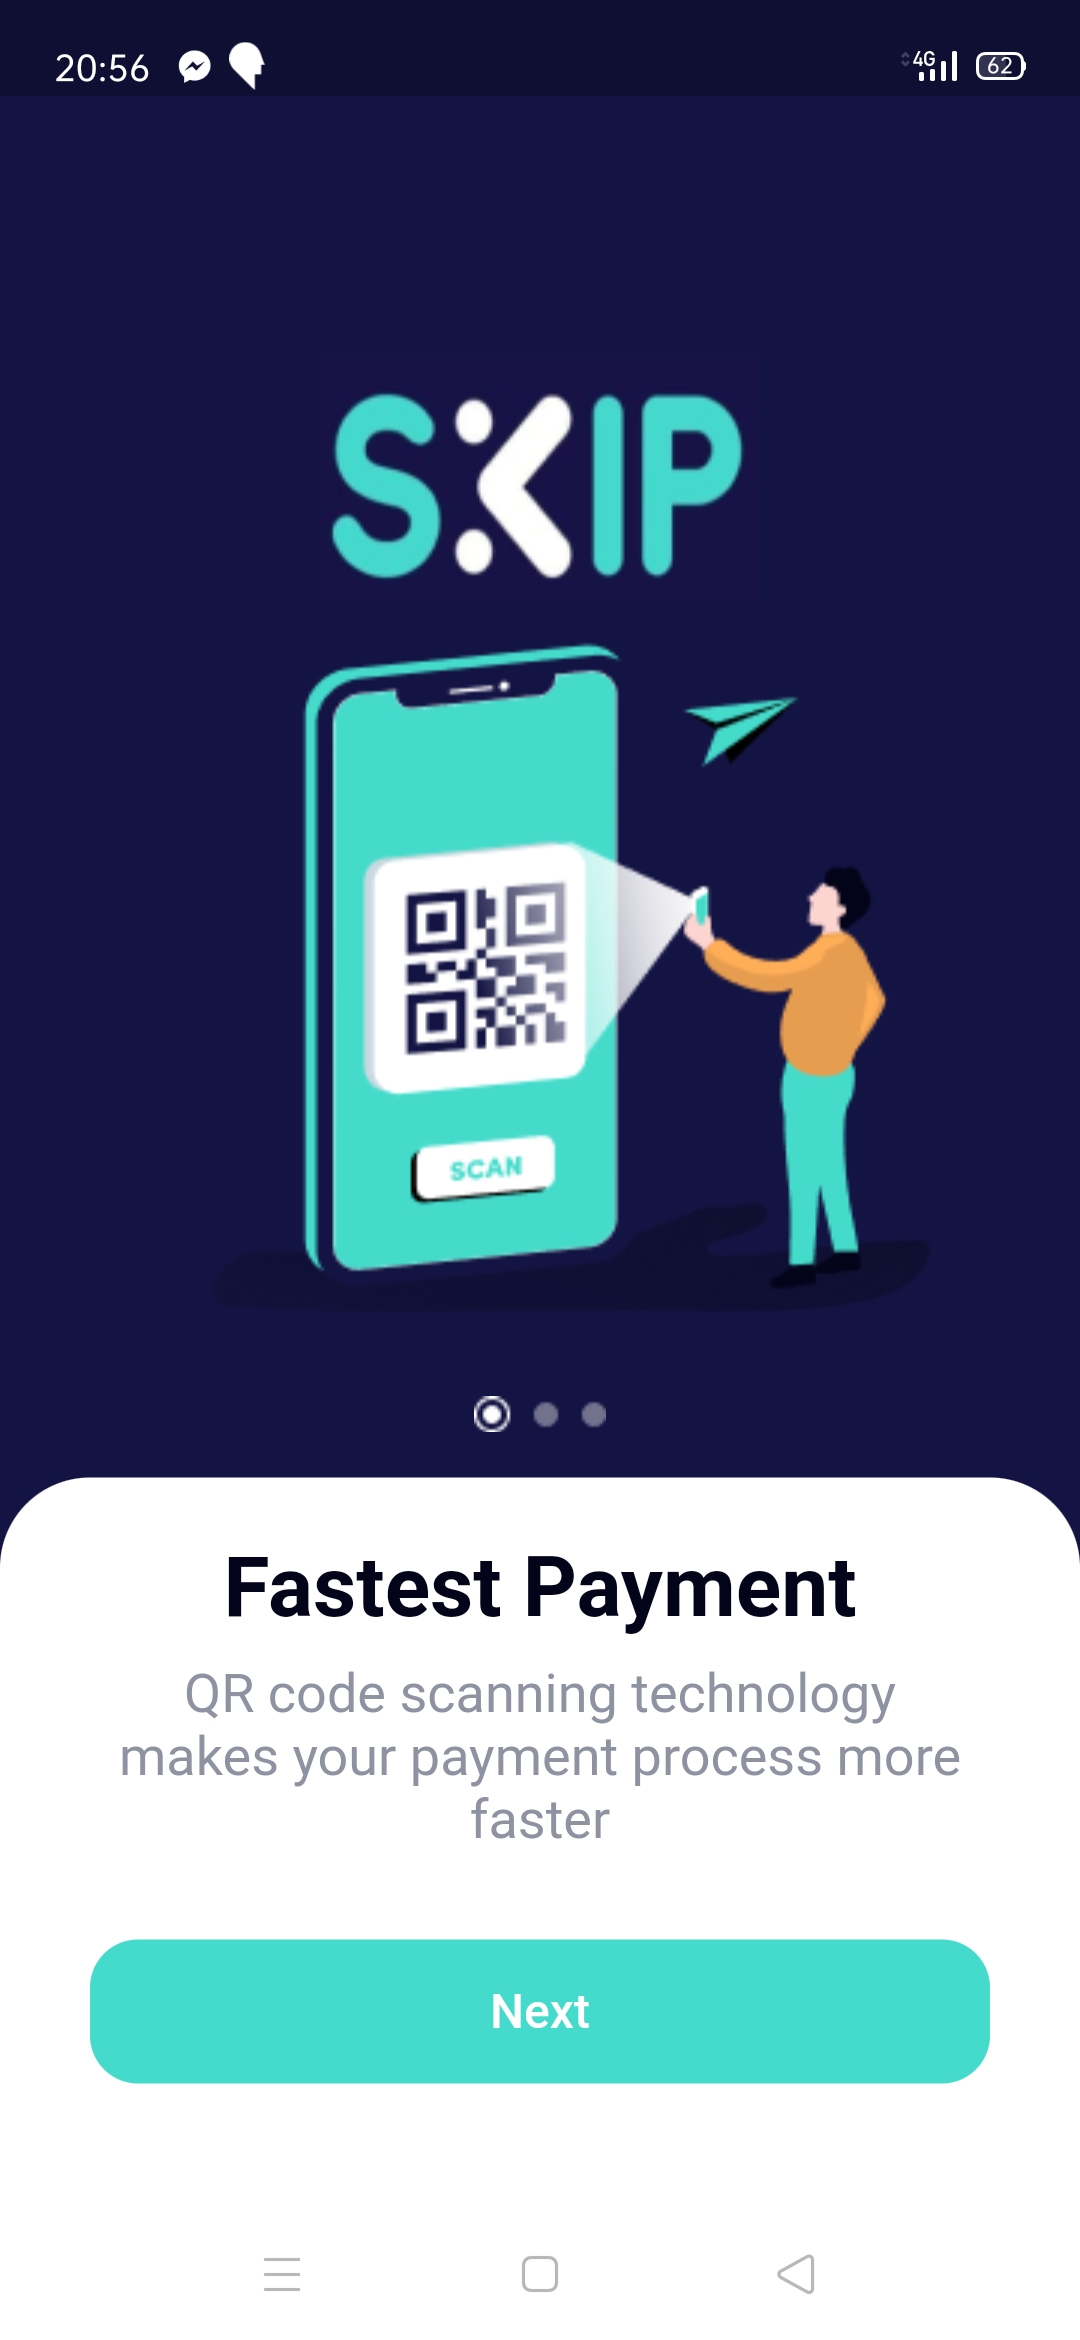 20:56
4G
62
SKIP
SCAN
Fastest Payment
QR code scanning technology
makes your payment process more
faster
Next